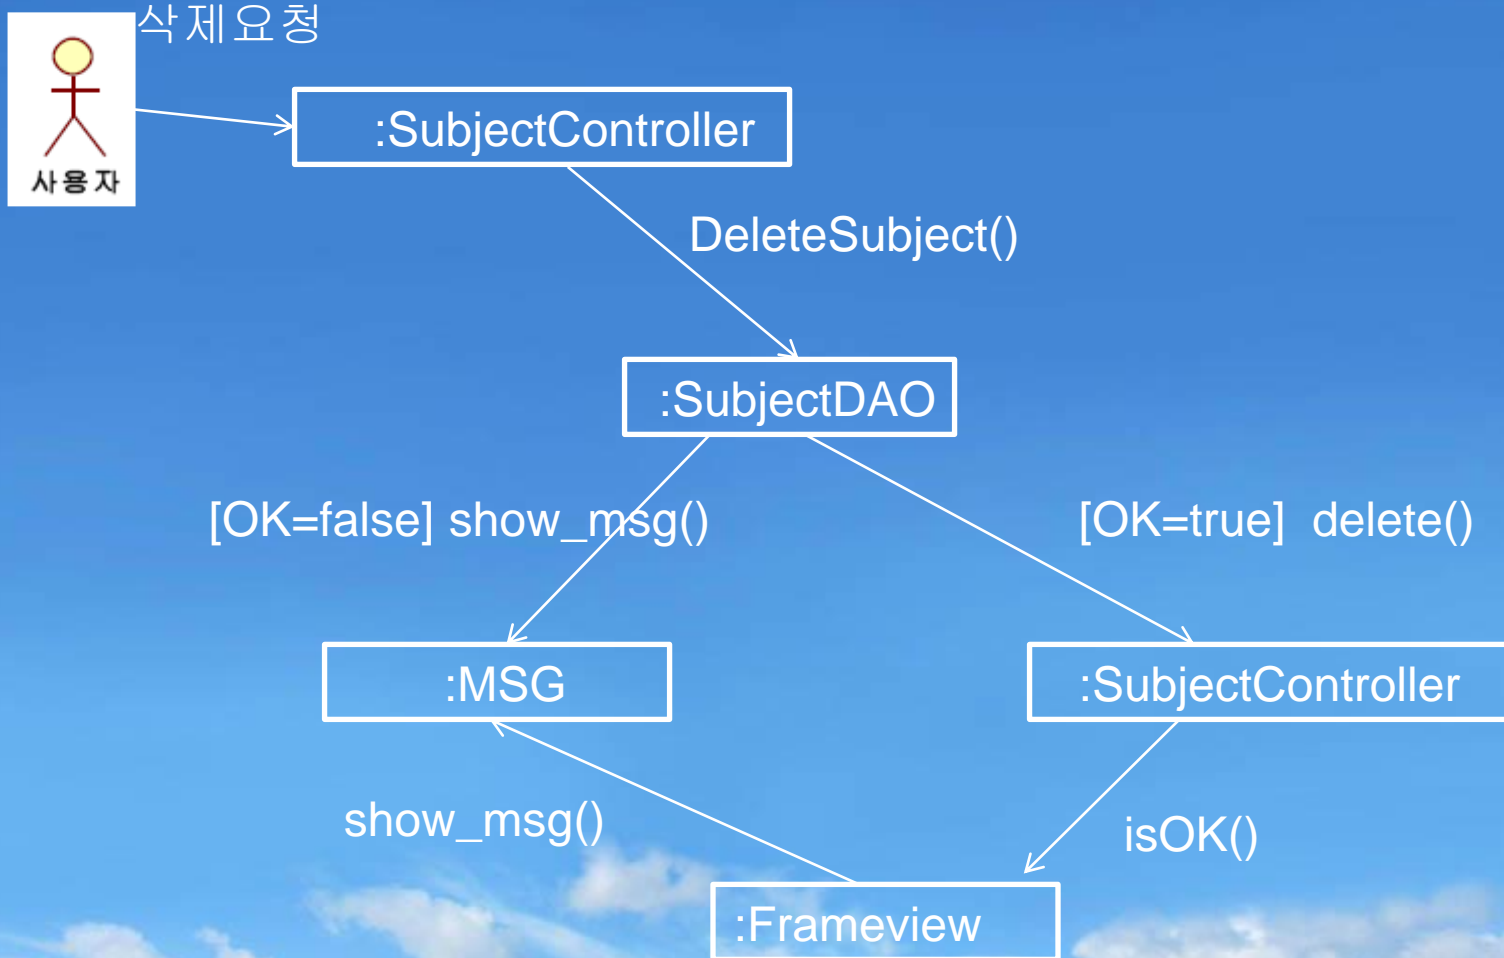 삭제요청
사용자
:SubjectController
DeleteSubject()
:SubjectDAO
[OK=false] show_msg()
[OK=true]  delete()
:MSG
:SubjectController
show_msg()
isOK()
:Frameview